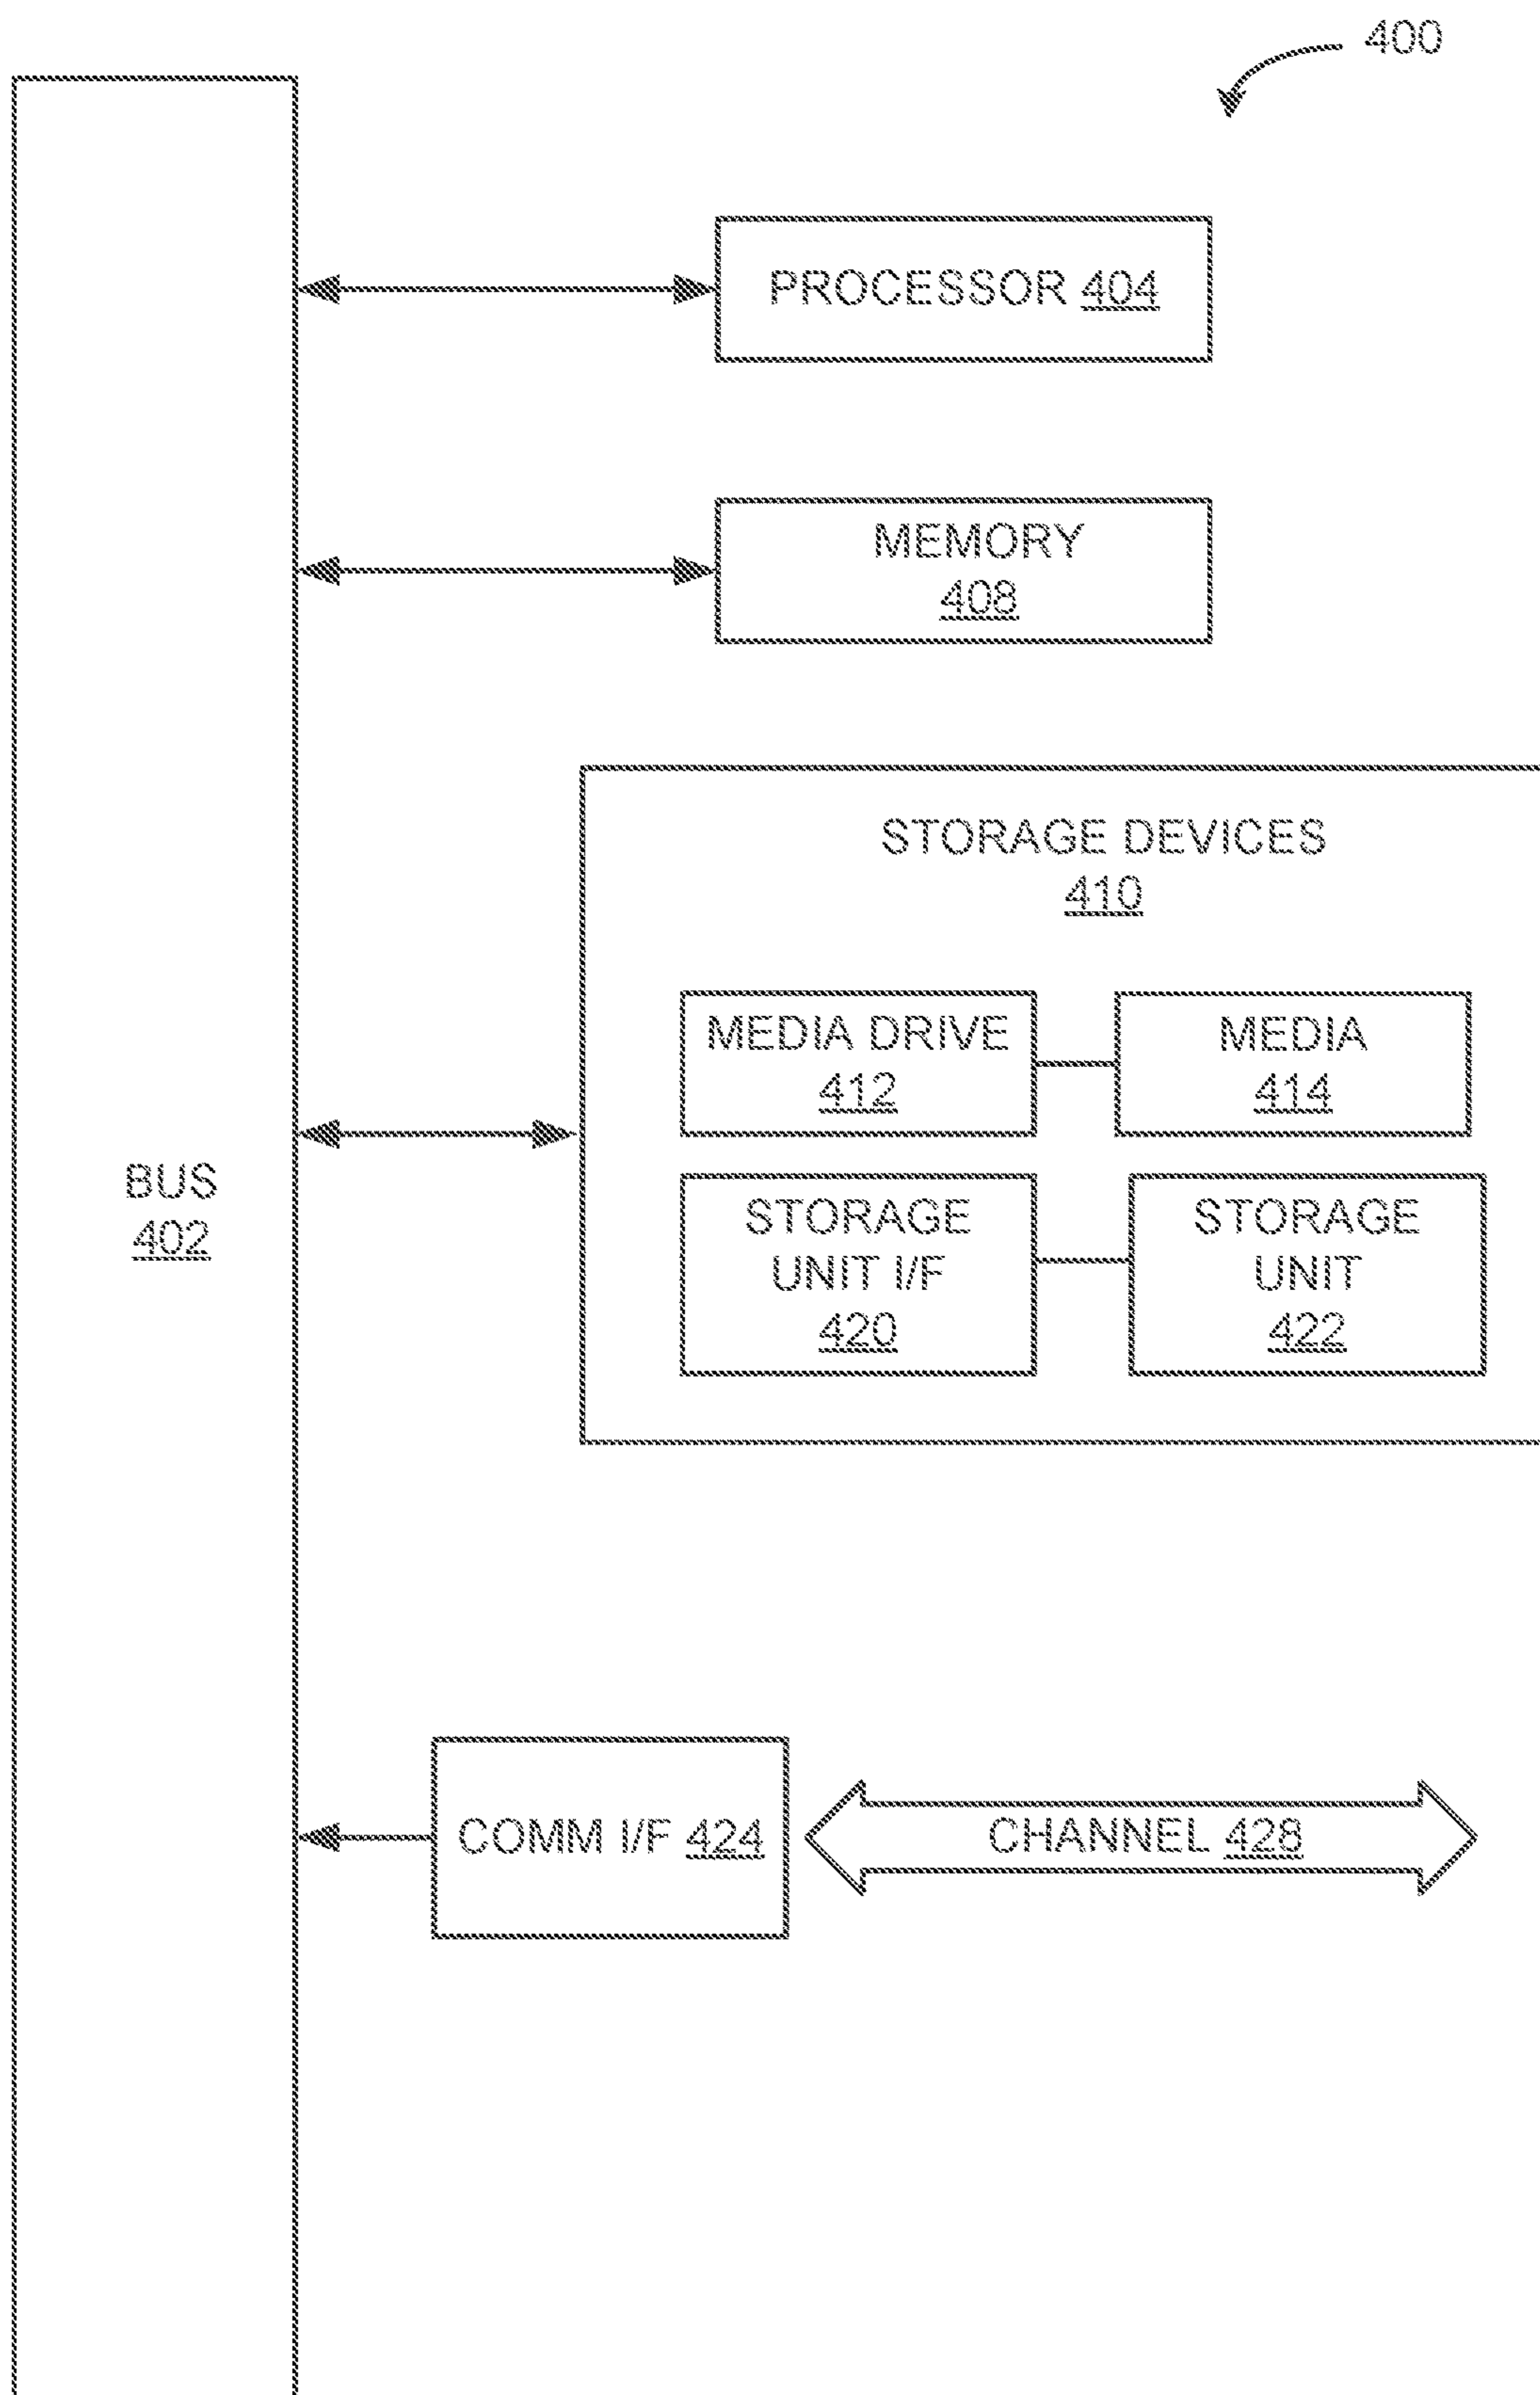 400
PROCESSOR 404
MEMORY
408
STORAGE DEVICES
410
MEDIA DRIVE
412
MEDIA
414
BUS
402
STORAGE
UNIT I/F
420
STORAGE
UNIT
422
COMM I/F 424
CHANNEL 428